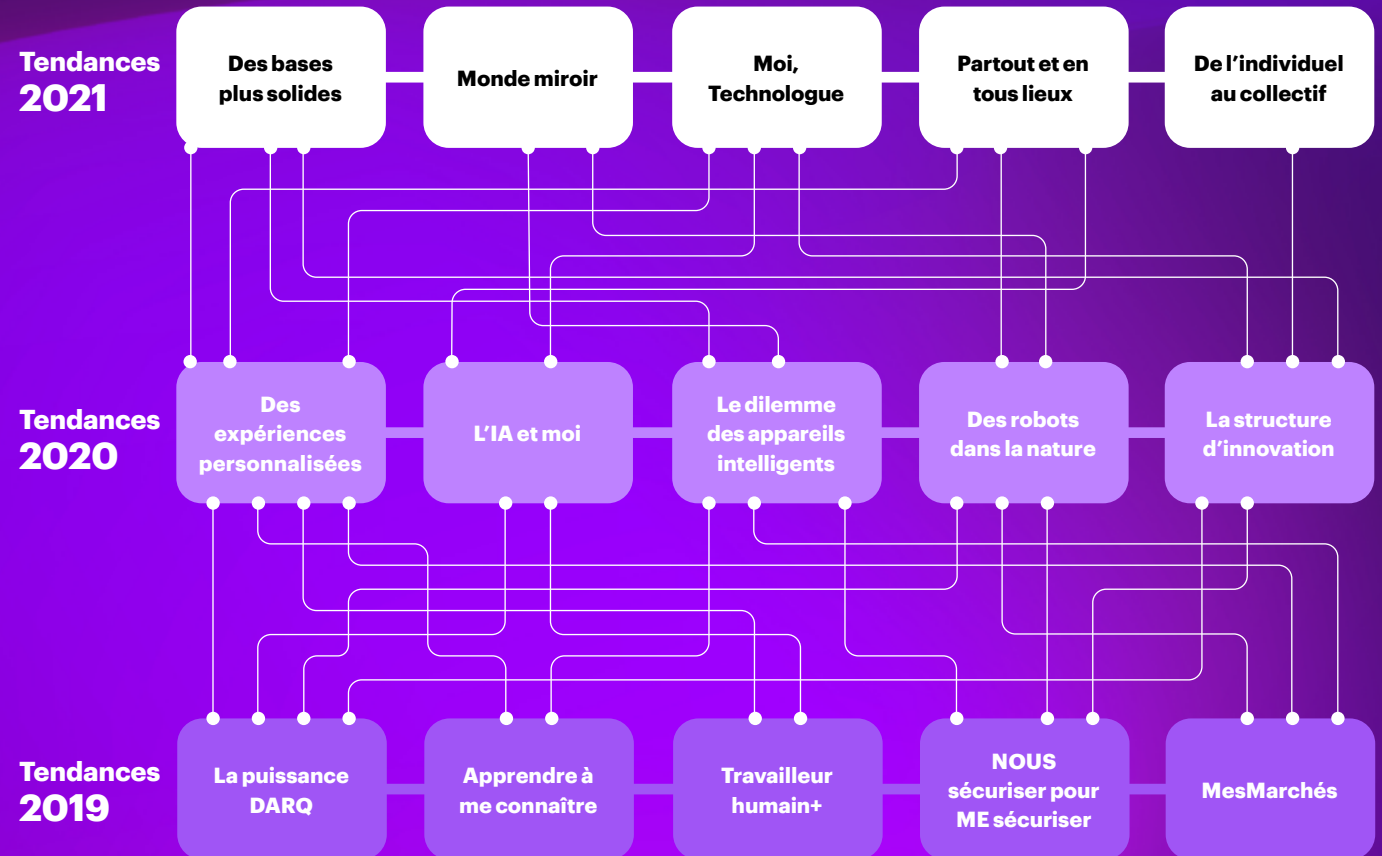 Tendances
2021
Des bases
plus solides
Monde miroir
Moi,
Technologue
Partout et en
tous lieux
De l’individuel
au collectif
Tendances
2020
Des
expériences
personnalisées
L’IA et moi
Le dilemme
des appareils
intelligents
Des robots
dans la nature
La structure
d’innovation
Tendances
2019
La puissance
DARQ
Apprendre à
me connaître
Travailleur
humain+
NOUS
sécuriser pour
ME sécuriser
MesMarchés